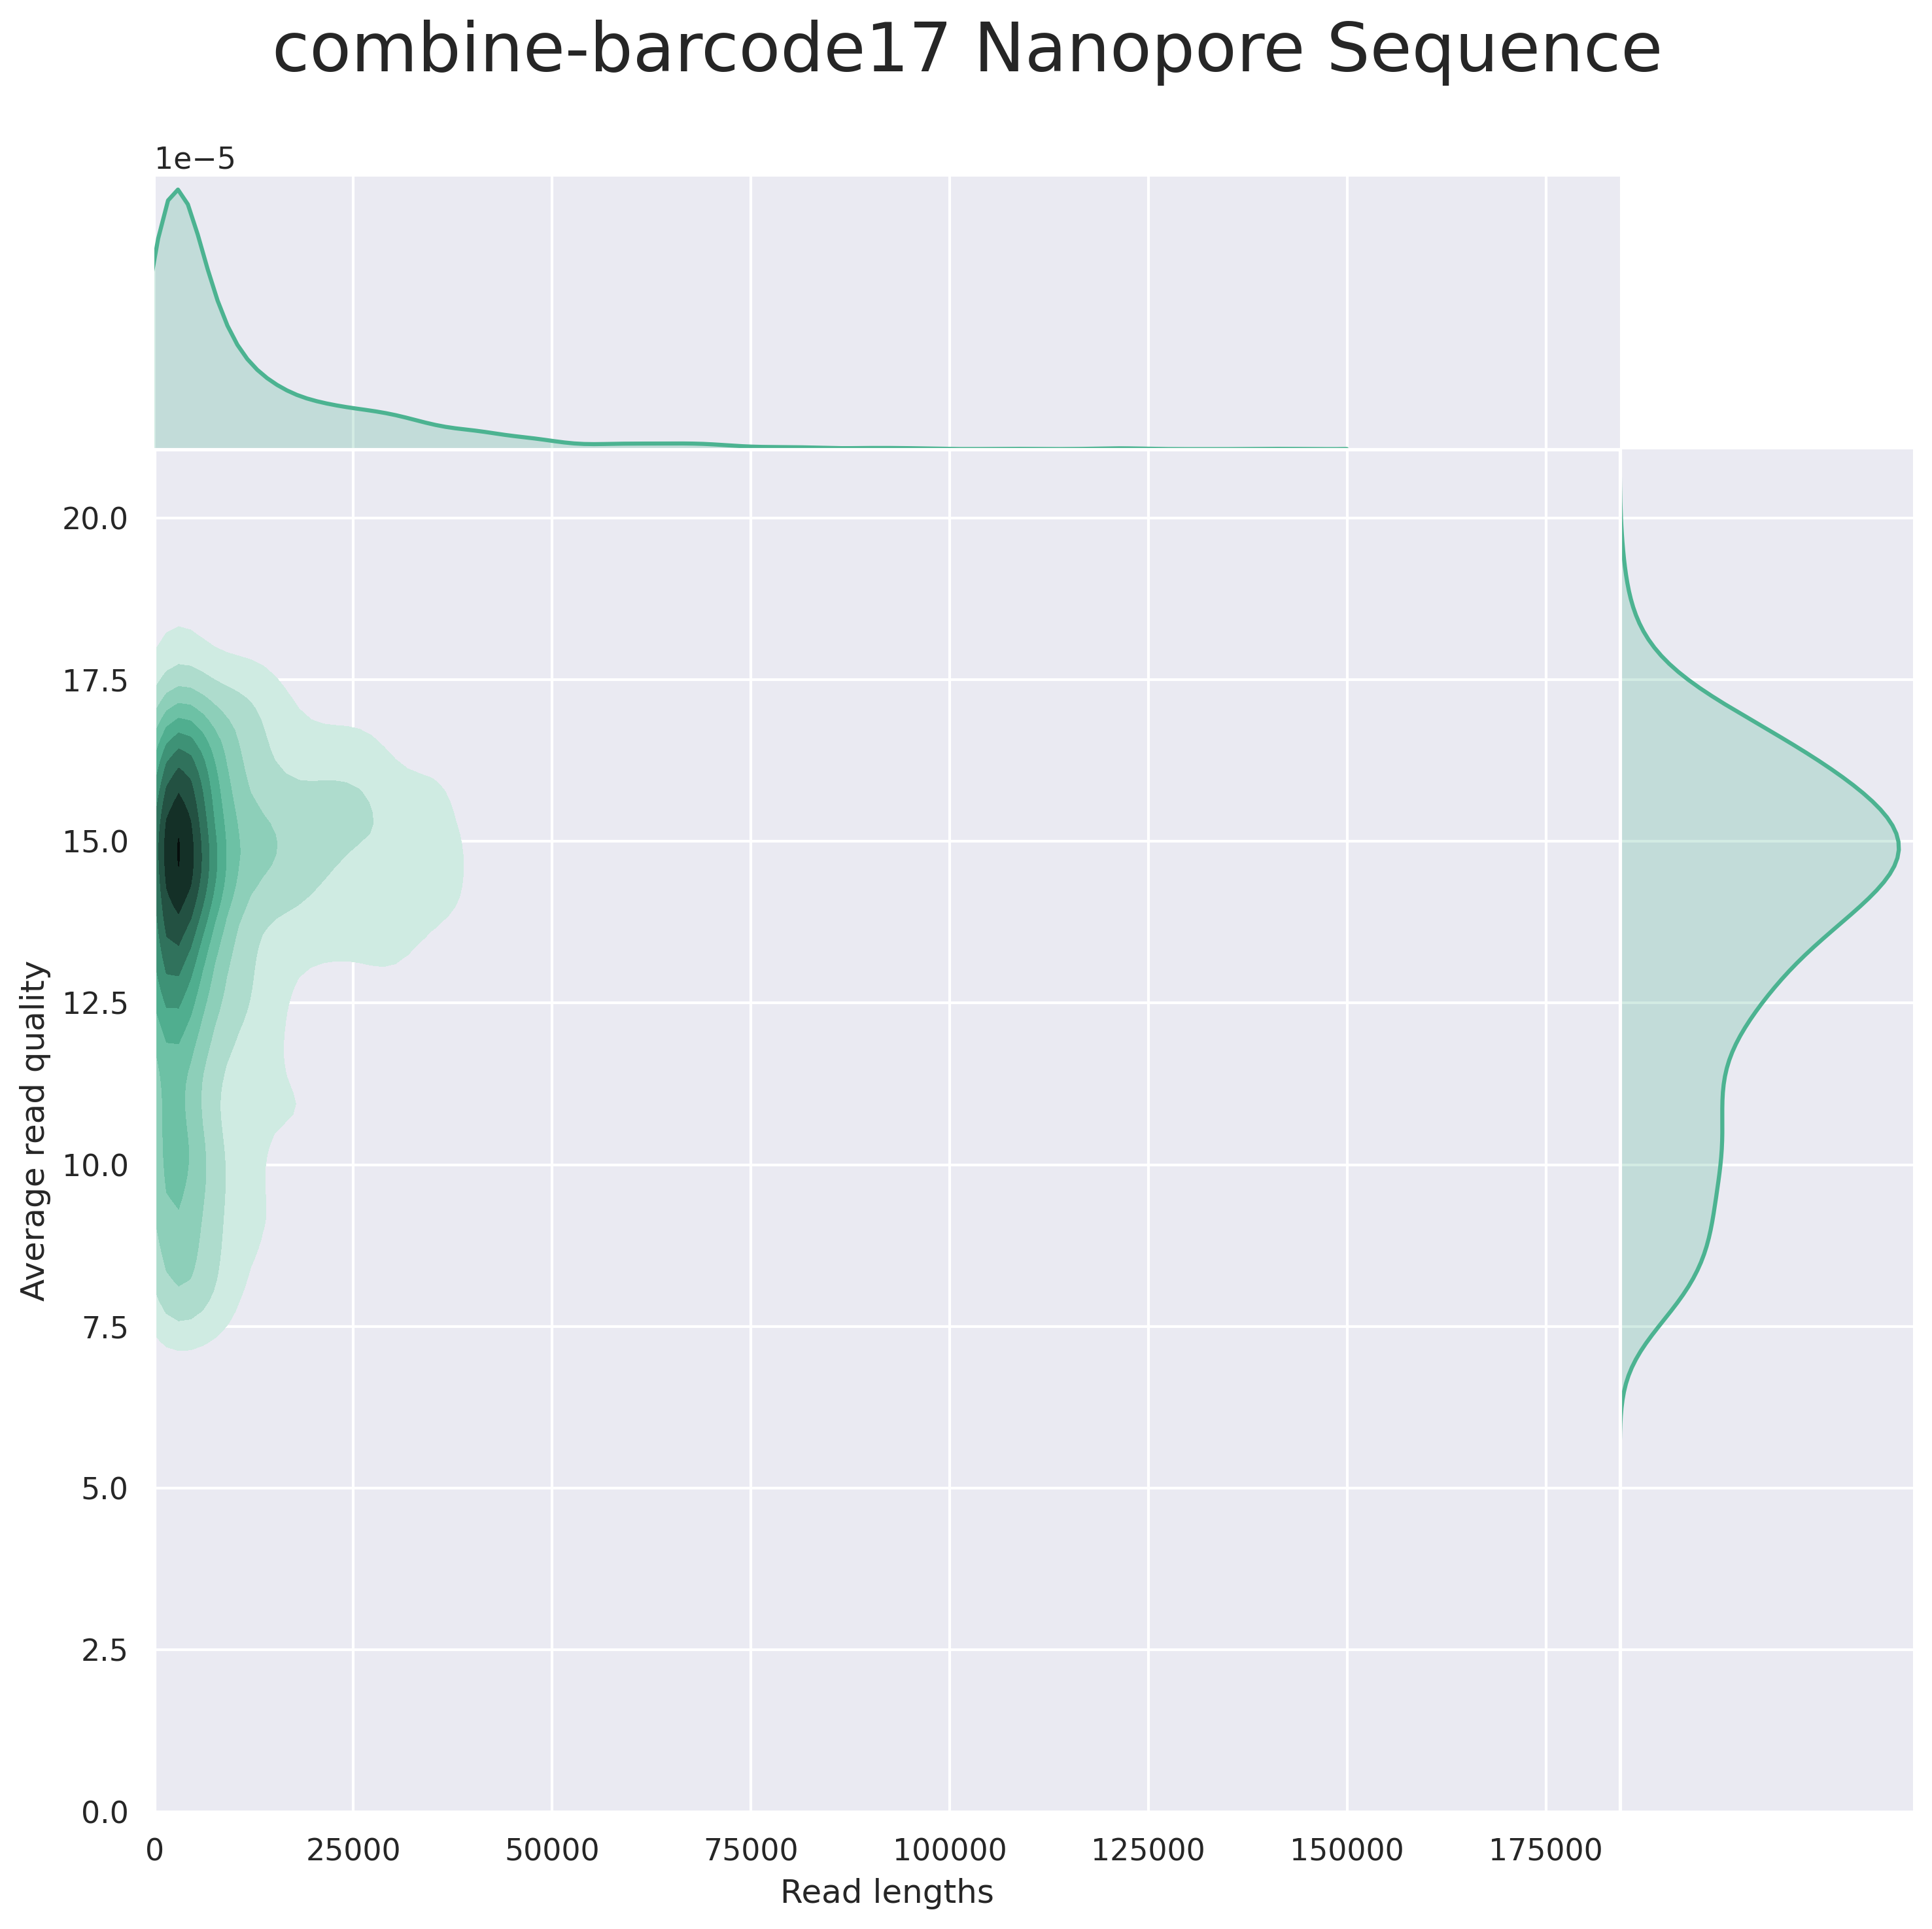 combine-barcode17 Nanopore Sequence
1e−5
20.0
17.5
15.0
12.5
10.0
7.5
5.0
2.5
0.0
Average read quality
0 25000 50000 75000 100000 125000 150000 175000
Read lengths